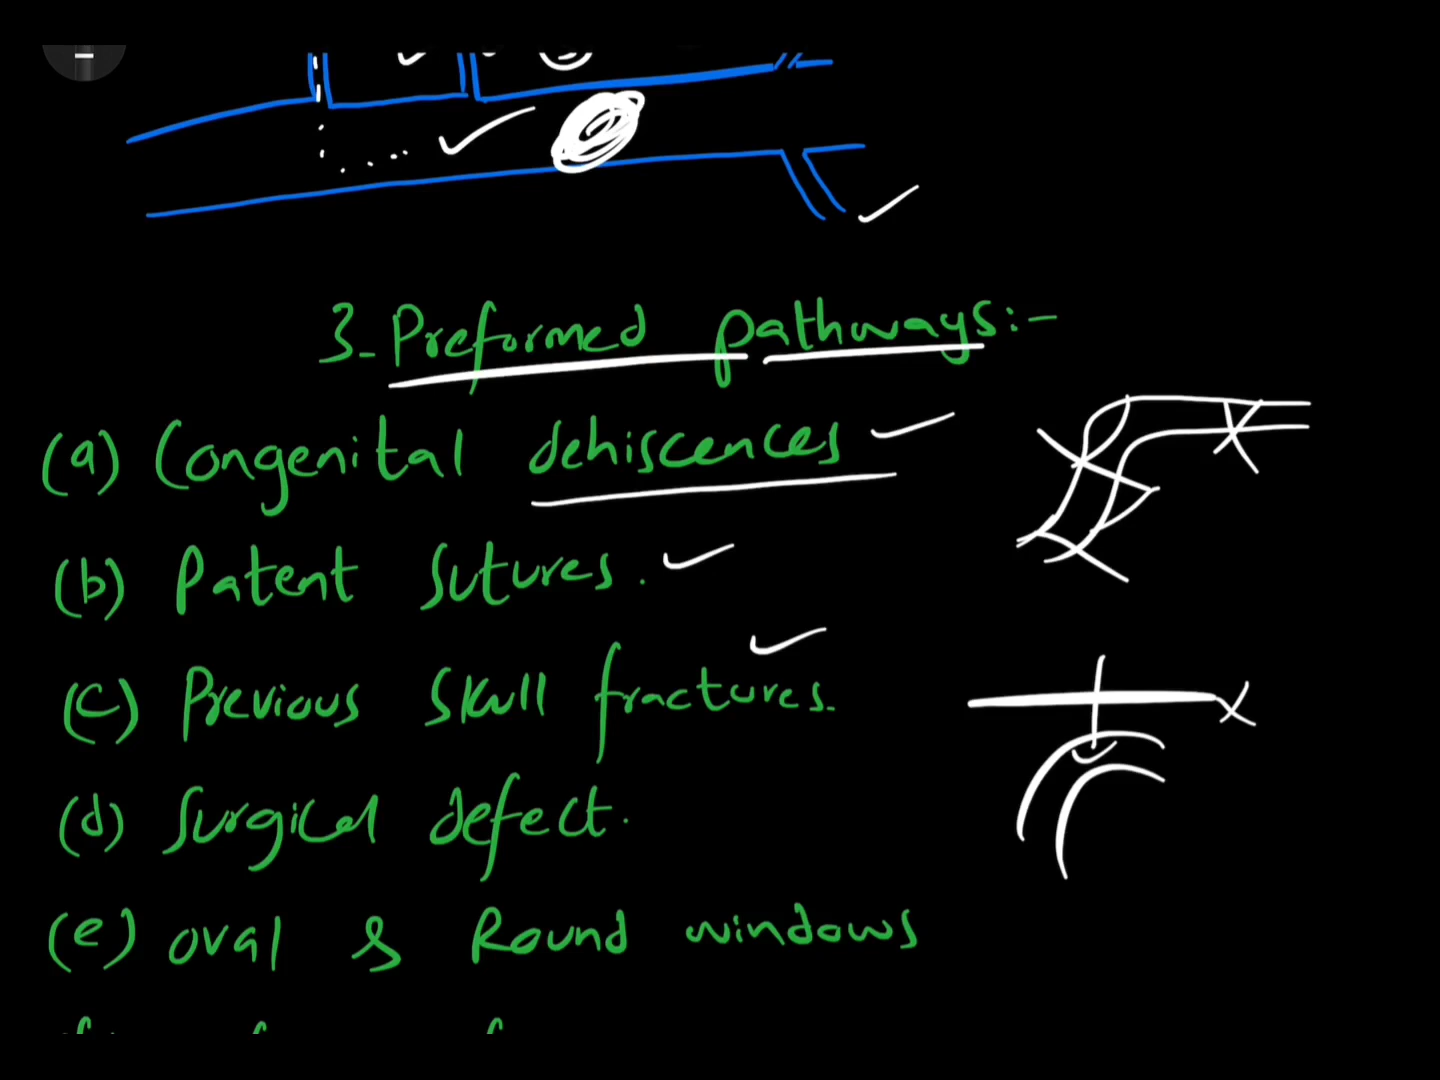 3- Preformed pathways:-
(a) Congenital dehiscences
(b) Patent sutures.
(c) Previous skull fractures.
(d) Surgical defect.
(e) oval & Round windows